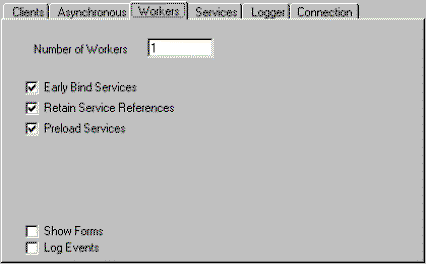 Clients Asynchronous Workers Services Logger Connection
Number of Workers 1
Early Bind Services
Retain Service References
Preload Services
Show Forms
Log Events